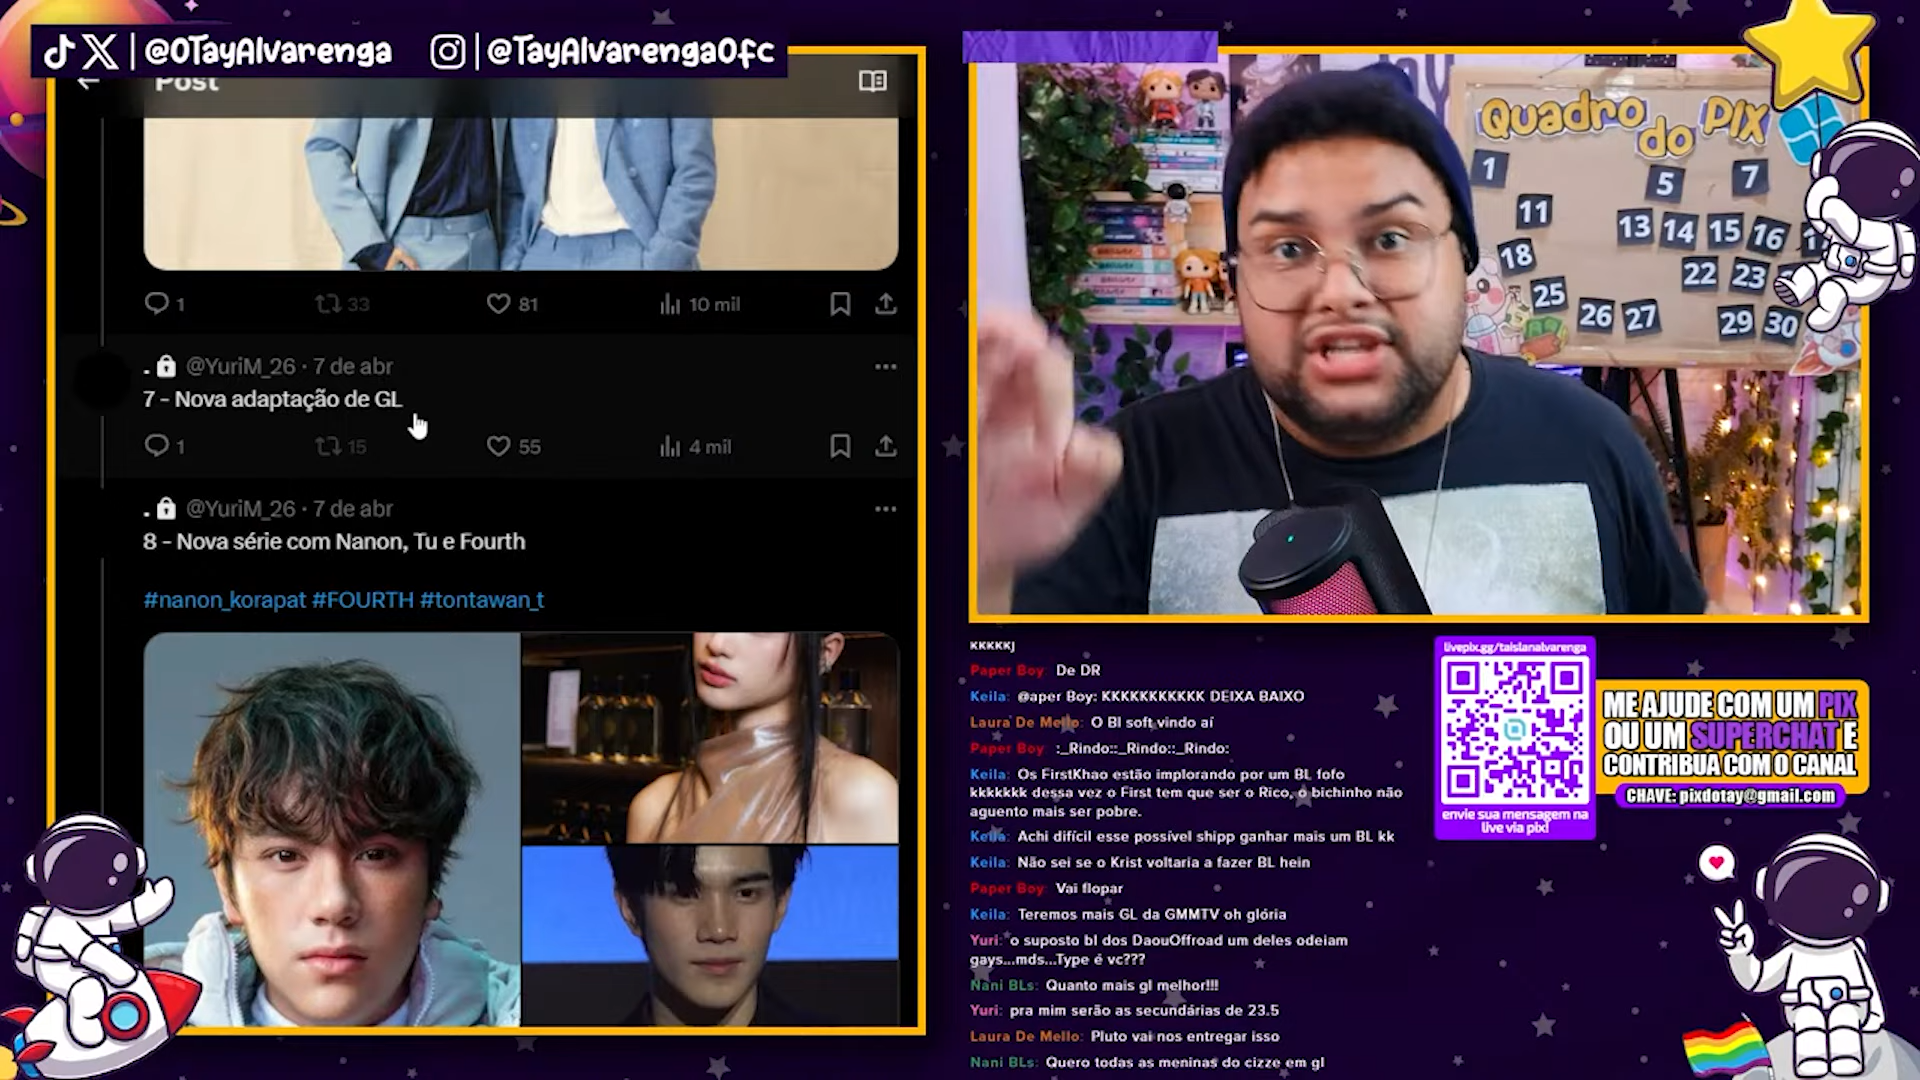 @OTayAlvarenga @TayAlvarengaOfc
Post
1 33 81 10 mil
. @YuriM_26 · 7 de abr
7 - Nova adaptação de GL
1 15 55 4 mil
. @YuriM_26 · 7 de abr
8 - Nova série com Nanon, Tu e Fourth
#nanon_korapat #FOURTH #tontawan_t
Quadro do PIX
1 5 7
11 13 14 15 16
18 22 23
25 26 27 29 30
KKKKKJ
Paper Boy: De DR
Keila: @aper Boy: KKKKKKKKKKK DEIXA BAIXO
Laura De Mello: O Bl soft vindo aí
Paper Boy: :_Rindo::_Rindo::_Rindo:
Keila: Os FirstKhao estão implorando por um BL fofo
kkkkkkk dessa vez o First tem que ser o Rico, o bichinho não
aguento mais ser pobre.
Keila: Achi difícil esse possível shipp ganhar mais um BL kk
Keila: Não sei se o Krist voltaria a fazer BL hein
Paper Boy: Vai flopar
Keila: Teremos mais GL da GMMTV oh glória
Yuri: o suposto bl dos DaouOffroad um deles odeiam
gays...mds...Type é vc???
Nani BLs: Quanto mais gl melhor!!!
Yuri: pra mim serão as secundárias de 23.5
Laura De Mello: Pluto vai nos entregar isso
Nani BLs: Quero todas as meninas do cizze em gl
livepix.gg/taislanalvarenga
envie sua mensagem na
live via pix!
ME AJUDE COM UM PIX
OU UM SUPERCHAT E
CONTRIBUA COM O CANAL
CHAVE: pixdotay@gmail.com